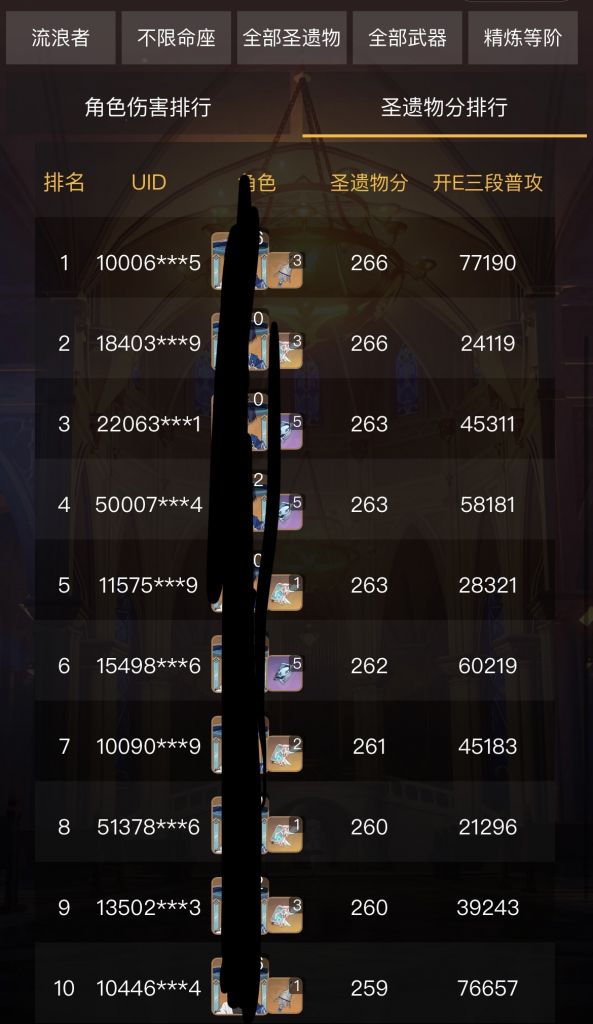 流浪者 不限命座 全部圣遗物 全部武器 精炼等阶
角色伤害排行 圣遗物分排行
排名 UID 色 圣遗物分 开E三段普攻
1 10006***5 3 266 77190
2 18403***9 0 3 266 24119
3 22063***1 0 5 263 45311
4 50007***4 2 5 263 58181
5 11575***9 1 263 28321
6 15498***6 5 262 60219
7 10090***9 2 261 45183
8 51378***6 1 260 21296
9 13502***3 3 260 39243
10 10446***4 1 259 76657